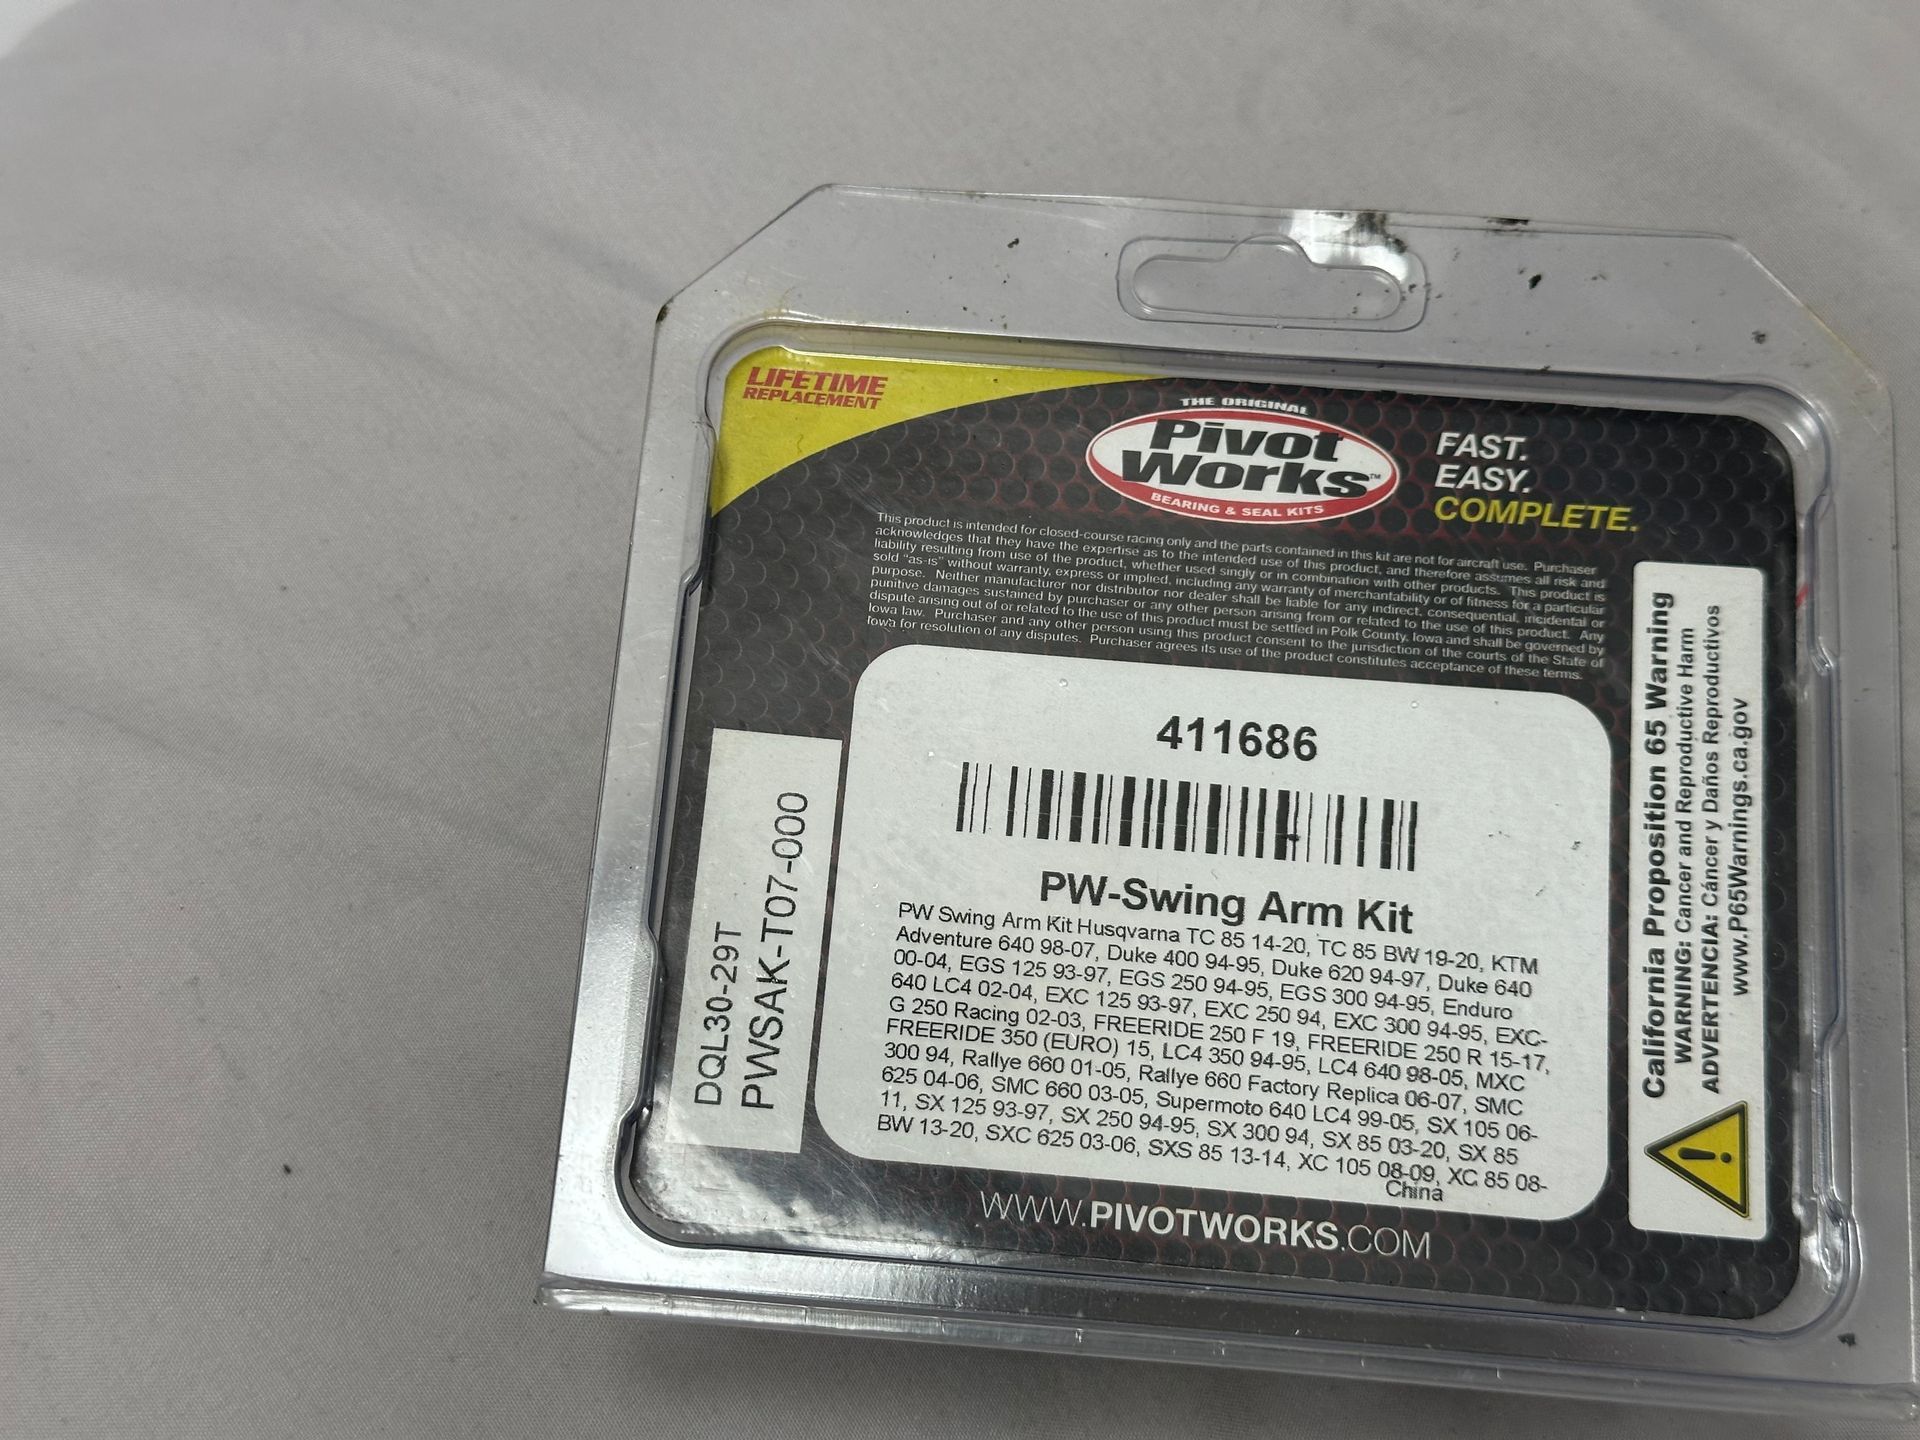 LIFETIME
REPLACEMENT
THE ORIGINAL
Pivot
Works™
BEARING & SEAL KITS
FAST.
EASY.
COMPLETE.
This product is intended for closed-course racing only and the parts contained in this kit are not for aircraft use. Purchaser
acknowledges that they have the expertise as to the intended use of this product, and therefore assumes all risk and
liability resulting from use of the product, whether used singly or in combination with other products. This product is
sold "as-is" without warranty, express or implied, including any warranty of merchantability or of fitness for a particular
purpose. Neither manufacturer nor distributor nor dealer shall be liable for any indirect, consequential, incidental or
punitive damages sustained by purchaser or any other person arising from or related to the use of this product. Any
dispute arising out of or related to the use of this product must be settled in Polk County, Iowa and shall be governed by
Iowa law. Purchaser and any other person using this product consent to the jurisdiction of the courts of the State of
Iowa for resolution of any disputes. Purchaser agrees its use of the product constitutes acceptance of these terms.
411686
PW-Swing Arm Kit
PW Swing Arm Kit Husqvarna TC 85 14-20, TC 85 BW 19-20, KTM
Adventure 640 98-07, Duke 400 94-95, Duke 620 94-97, Duke 640
00-04, EGS 125 93-97, EGS 250 94-95, EGS 300 94-95, Enduro
640 LC4 02-04, EXC 125 93-97, EXC 250 94, EXC 300 94-95, EXC-
G 250 Racing 02-03, FREERIDE 250 F 19, FREERIDE 250 R 15-17,
FREERIDE 350 (EURO) 15, LC4 350 94-95, LC4 640 98-05, MXC
300 94, Rallye 660 01-05, Rallye 660 Factory Replica 06-07, SMC
625 04-06, SMC 660 03-05, Supermoto 640 LC4 99-05, SX 105 06-
11, SX 125 93-97, SX 250 94-95, SX 300 94, SX 85 03-20, SX 85
BW 13-20, SXC 625 03-06, SXS 85 13-14, XC 105 08-09, XC 85 08-
China
WWW.PIVOTWORKS.COM
DQL30-29T
PWSAK-T07-000
California Proposition 65 Warning
WARNING: Cancer and Reproductive Harm
ADVERTENCIA: Cáncer y Daños Reproductivos
www.P65Warnings.ca.gov